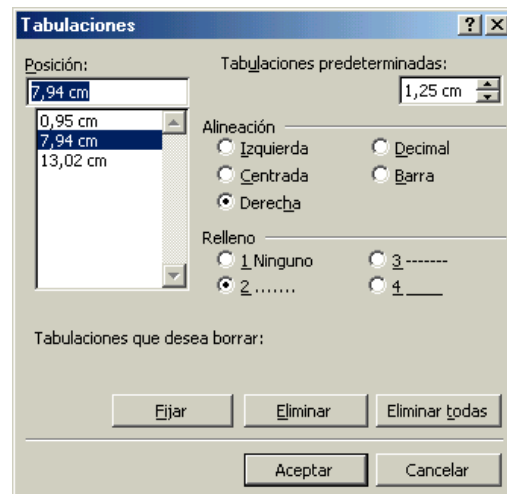 Tabulaciones
Posición:
Tabulaciones predeterminadas:
7,94 cm
1,25 cm
0,95 cm
7,94 cm
13,02 cm
Alineación
Izquierda
Decimal
Centrada
Barra
Derecha
Relleno
1 Ninguno
3 -------
2 .......
4 ____
Tabulaciones que desea borrar:
Fijar
Eliminar
Eliminar todas
Aceptar
Cancelar